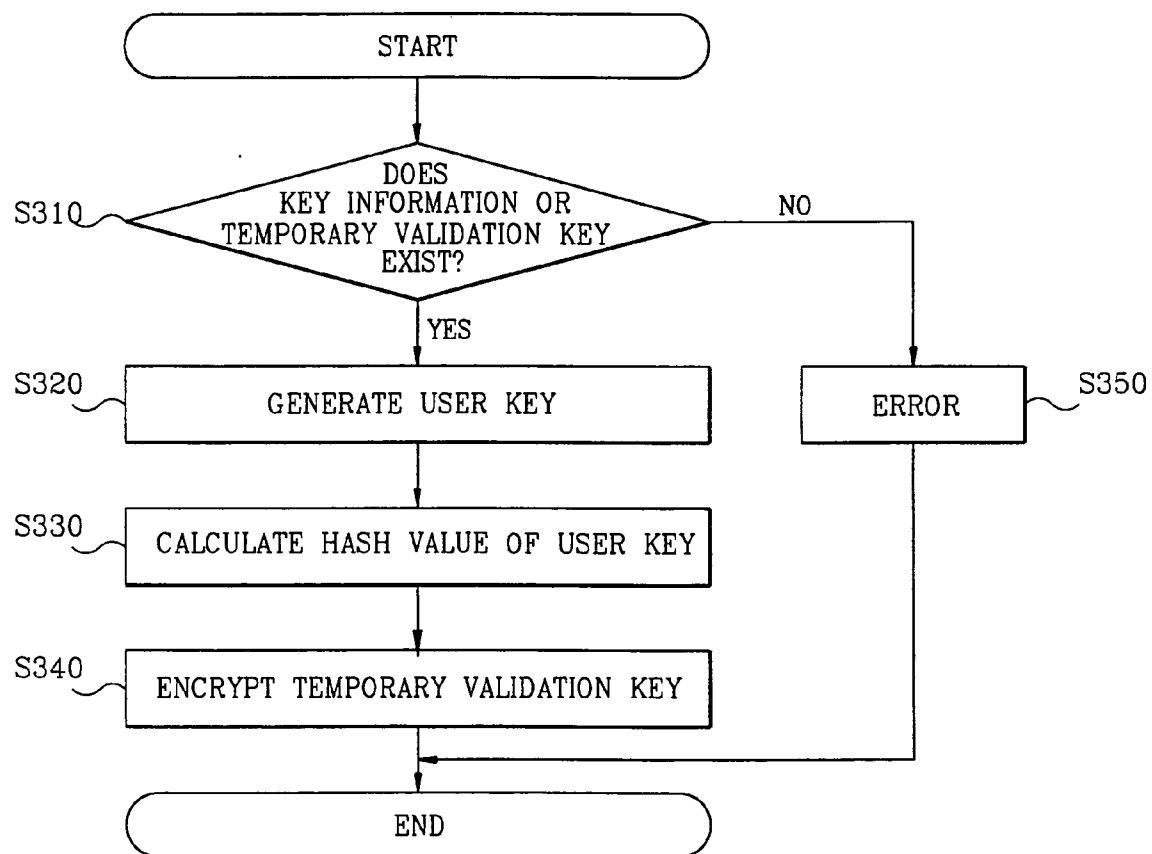 START
DOES
KEY INFORMATION OR
TEMPORARY VALIDATION KEY
EXIST?
S310
NO
YES
S320
GENERATE USER KEY
ERROR
S350
S330
CALCULATE HASH VALUE OF USER KEY
S340
ENCRYPT TEMPORARY VALIDATION KEY
END